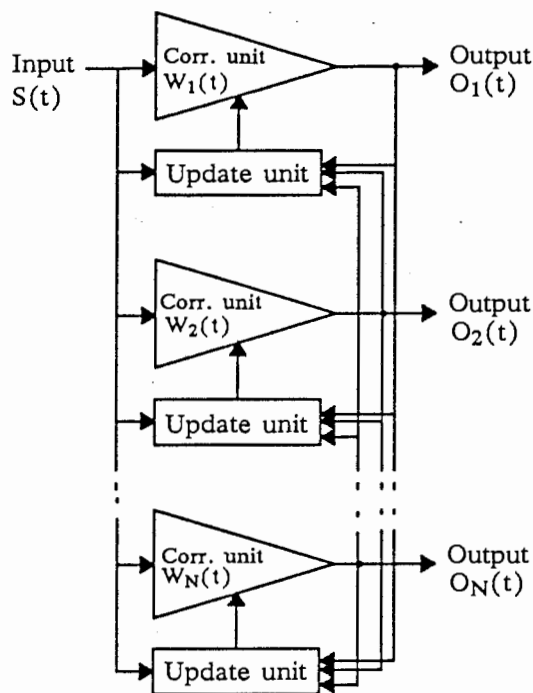 Input
S(t)
Corr. unit
W1(t)
Output
O1(t)
Update unit
Corr. unit
W2(t)
Output
O2(t)
Update unit
Corr. unit
WN(t)
Output
ON(t)
Update unit